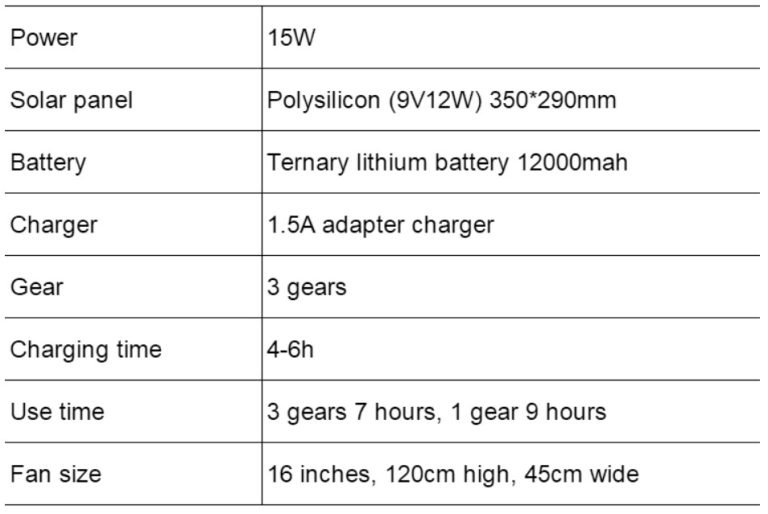 Power 15W
Solar panel Polysilicon (9V12W) 350*290mm
Battery Ternary lithium battery 12000mah
Charger 1.5A adapter charger
Gear 3 gears
Charging time 4-6h
Use time 3 gears 7 hours, 1 gear 9 hours
Fan size 16 inches, 120cm high, 45cm wide